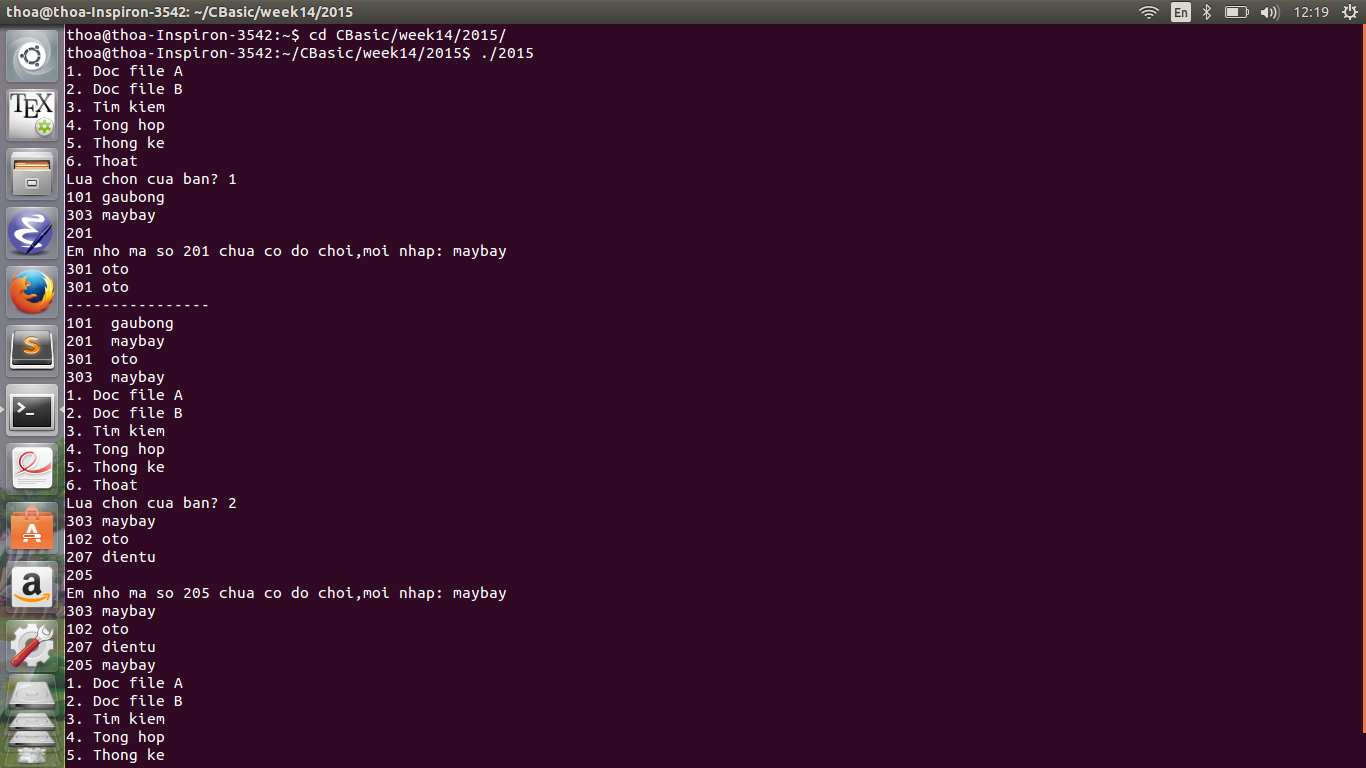 thoa@thoa-Inspiron-3542: ~/CBasic/week14/2015
En
12:19
thoa@thoa-Inspiron-3542:~$ cd CBasic/week14/2015/
thoa@thoa-Inspiron-3542:~/CBasic/week14/2015$ ./2015
1. Doc file A
2. Doc file B
3. Tim kiem
4. Tong hop
5. Thong ke
6. Thoat
Lua chon cua ban? 1
101 gaubong
303 maybay
201
Em nho ma so 201 chua co do choi,moi nhap: maybay
301 oto
301 oto
----------------
101  gaubong
201  maybay
301  oto
303  maybay
1. Doc file A
2. Doc file B
3. Tim kiem
4. Tong hop
5. Thong ke
6. Thoat
Lua chon cua ban? 2
303 maybay
102 oto
207 dientu
205
Em nho ma so 205 chua co do choi,moi nhap: maybay
303 maybay
102 oto
207 dientu
205 maybay
1. Doc file A
2. Doc file B
3. Tim kiem
4. Tong hop
5. Thong ke
TEX
S
>_
A
a